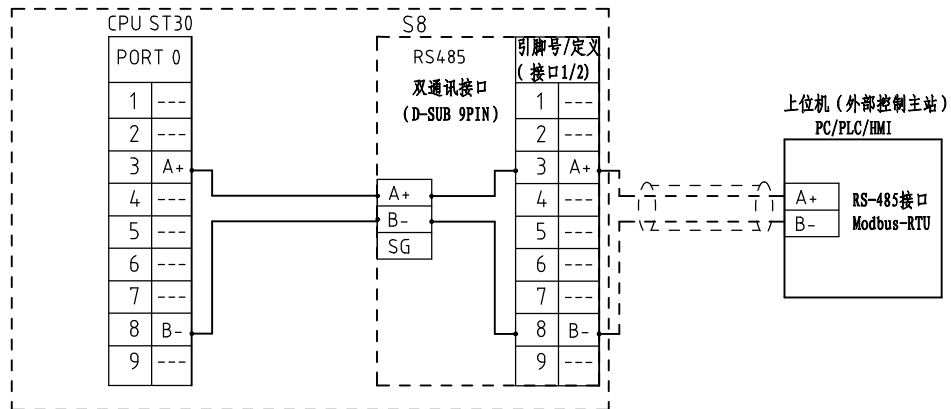 CPU ST30
PORT 0
1 ---
2 ---
3 A+
4 ---
5 ---
6 ---
7 ---
8 B-
9 ---
S8
RS485
双通讯接口
(D-SUB 9PIN)
A+
B-
SG
引脚号/定义
(接口1/2)
1 ---
2 ---
3 A+
4 ---
5 ---
6 ---
7 ---
8 B-
9 ---
上位机(外部控制主站)
PC/PLC/HMI
A+
B-
RS-485接口
Modbus-RTU